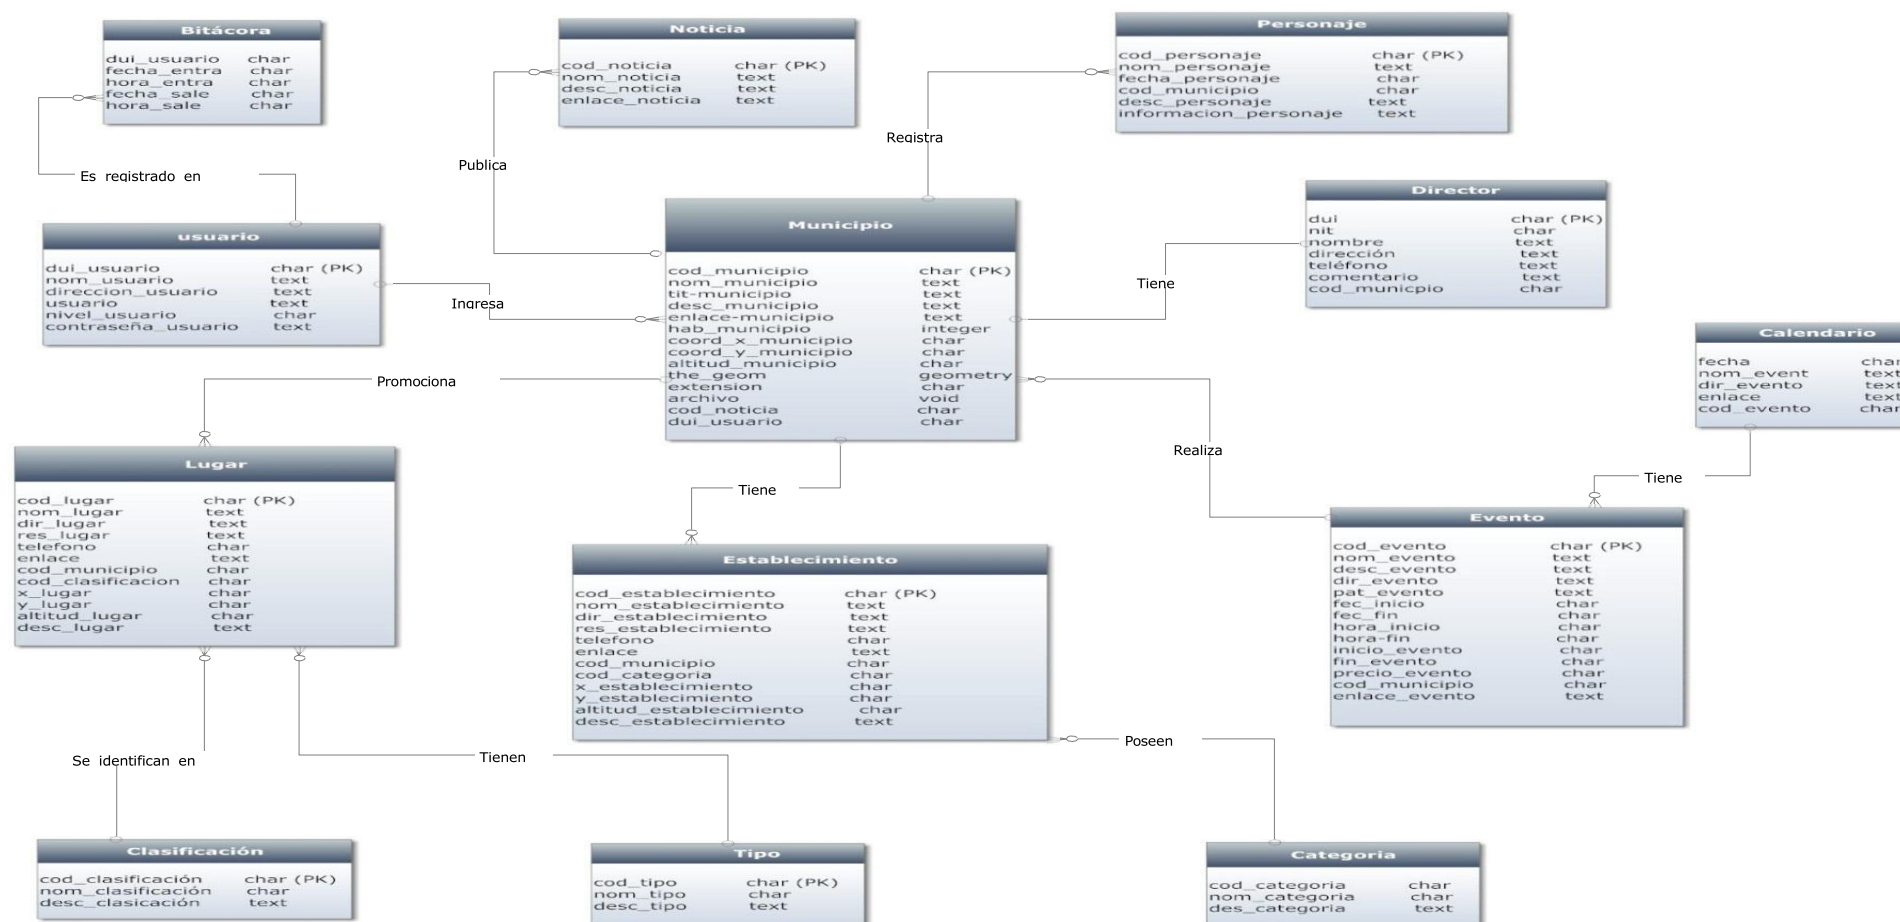 Bitácora
dui_usuario char
fecha_entra char
hora_entra char
fecha_sale char
hora_sale char
Noticia
cod_noticia char (PK)
nom_noticia text
desc_noticia text
enlace_noticia text
Personaje
cod_personaje char (PK)
nom_personaje text
fecha_personaje char
cod_municipio char
desc_personaje text
informacion_personaje text
Registra
Publica
Es registrado en
usuario
dui_usuario char (PK)
nom_usuario text
direccion_usuario text
usuario text
nivel_usuario char
contraseña_usuario text
Ingresa
Municipio
cod_municipio char (PK)
nom_municipio text
tit-municipio text
desc_municipio text
enlace-municipio text
hab_municipio integer
coord_x_municipio char
coord_y_municipio char
altitud_municipio char
the_geom geometry
extension char
archivo void
cod_noticia char
dui_usuario char
Director
dui char (PK)
nit char
nombre text
dirección text
teléfono text
comentario text
cod_municpio char
Tiene
Calendario
fecha char
nom_event text
dir_evento text
enlace text
cod_evento char
Promociona
Realiza
Tiene
Tiene
Lugar
cod_lugar char (PK)
nom_lugar text
dir_lugar text
res_lugar text
telefono char
enlace text
cod_municipio char
cod_clasificacion char
x_lugar char
y_lugar char
altitud_lugar char
desc_lugar text
Establecimiento
cod_establecimiento char (PK)
nom_establecimiento text
dir_establecimiento text
res_establecimiento text
telefono char
enlace text
cod_municipio char
cod_categoria char
x_establecimiento char
y_establecimiento char
altitud_establecimiento char
desc_establecimiento text
Evento
cod_evento char (PK)
nom_evento text
desc_evento text
dir_evento text
pat_evento text
fec_inicio char
fec_fin char
hora_inicio char
hora-fin char
inicio_evento char
fin_evento char
precio_evento char
cod_municipio char
enlace_evento text
Se identifican en
Tienen
Poseen
Clasificación
cod_clasificación char (PK)
nom_clasificación char
desc_clasicación text
Tipo
cod_tipo char (PK)
nom_tipo char
desc_tipo text
Categoria
cod_categoria char
nom_categoria char
des_categoria text